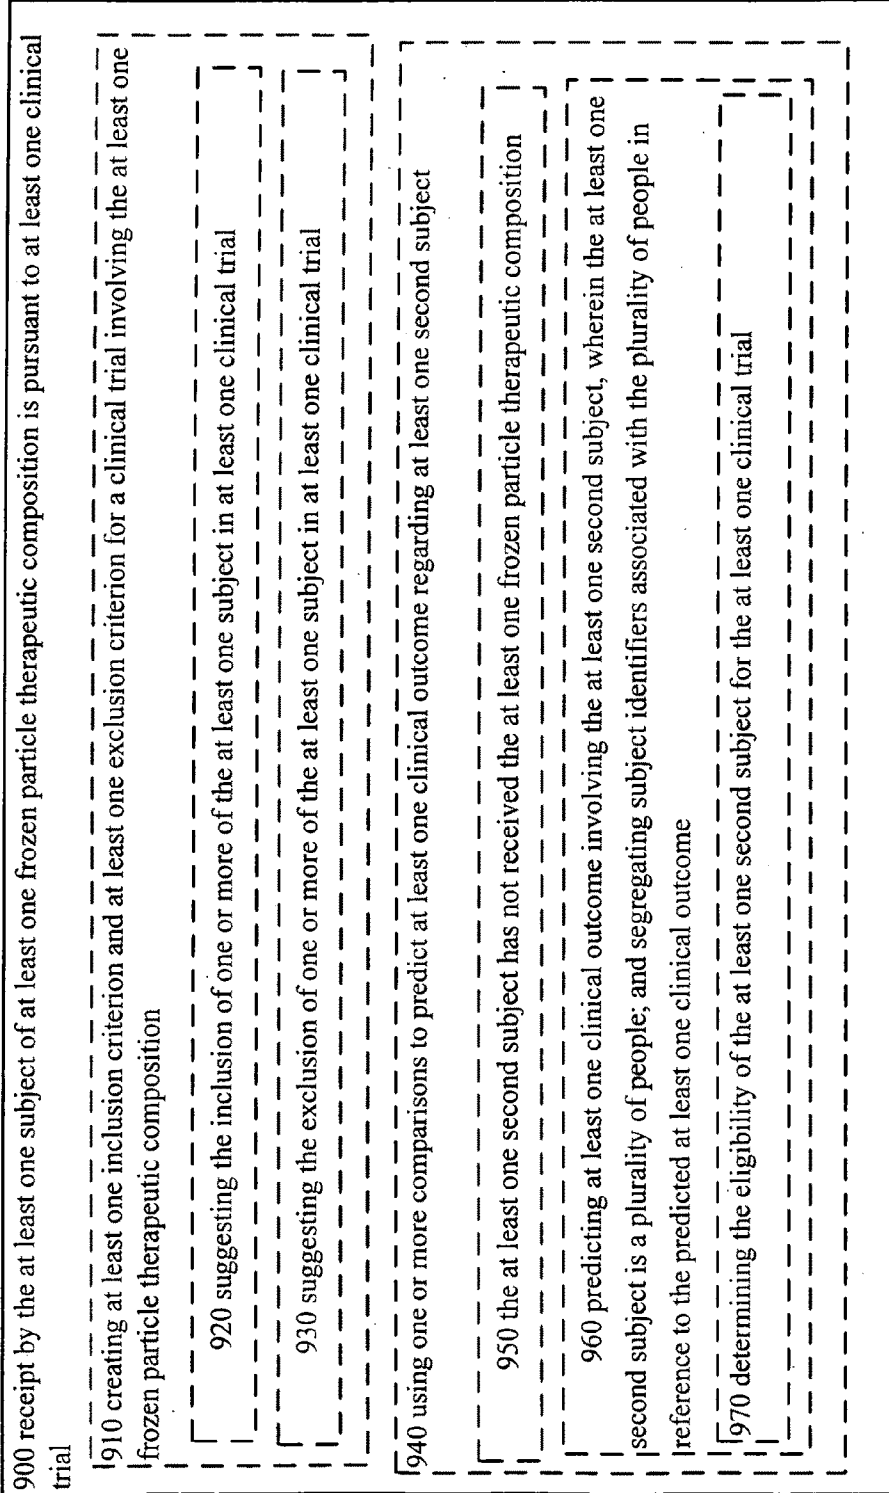 900 receipt by the at least one subject of at least one frozen particle therapeutic composition is pursuant to at least one clinical
trial
910 creating at least one inclusion criterion and at least one exclusion criterion for a clinical trial involving the at least one
frozen particle therapeutic composition
920 suggesting the inclusion of one or more of the at least one subject in at least one clinical trial
930 suggesting the exclusion of one or more of the at least one subject in at least one clinical trial
940 using one or more comparisons to predict at least one clinical outcome regarding at least one second subject
950 the at least one second subject has not received the at least one frozen particle therapeutic composition
960 predicting at least one clinical outcome involving the at least one second subject, wherein the at least one
second subject is a plurality of people; and segregating subject identifiers associated with the plurality of people in
reference to the predicted at least one clinical outcome
970 determining the eligibility of the at least one second subject for the at least one clinical trial